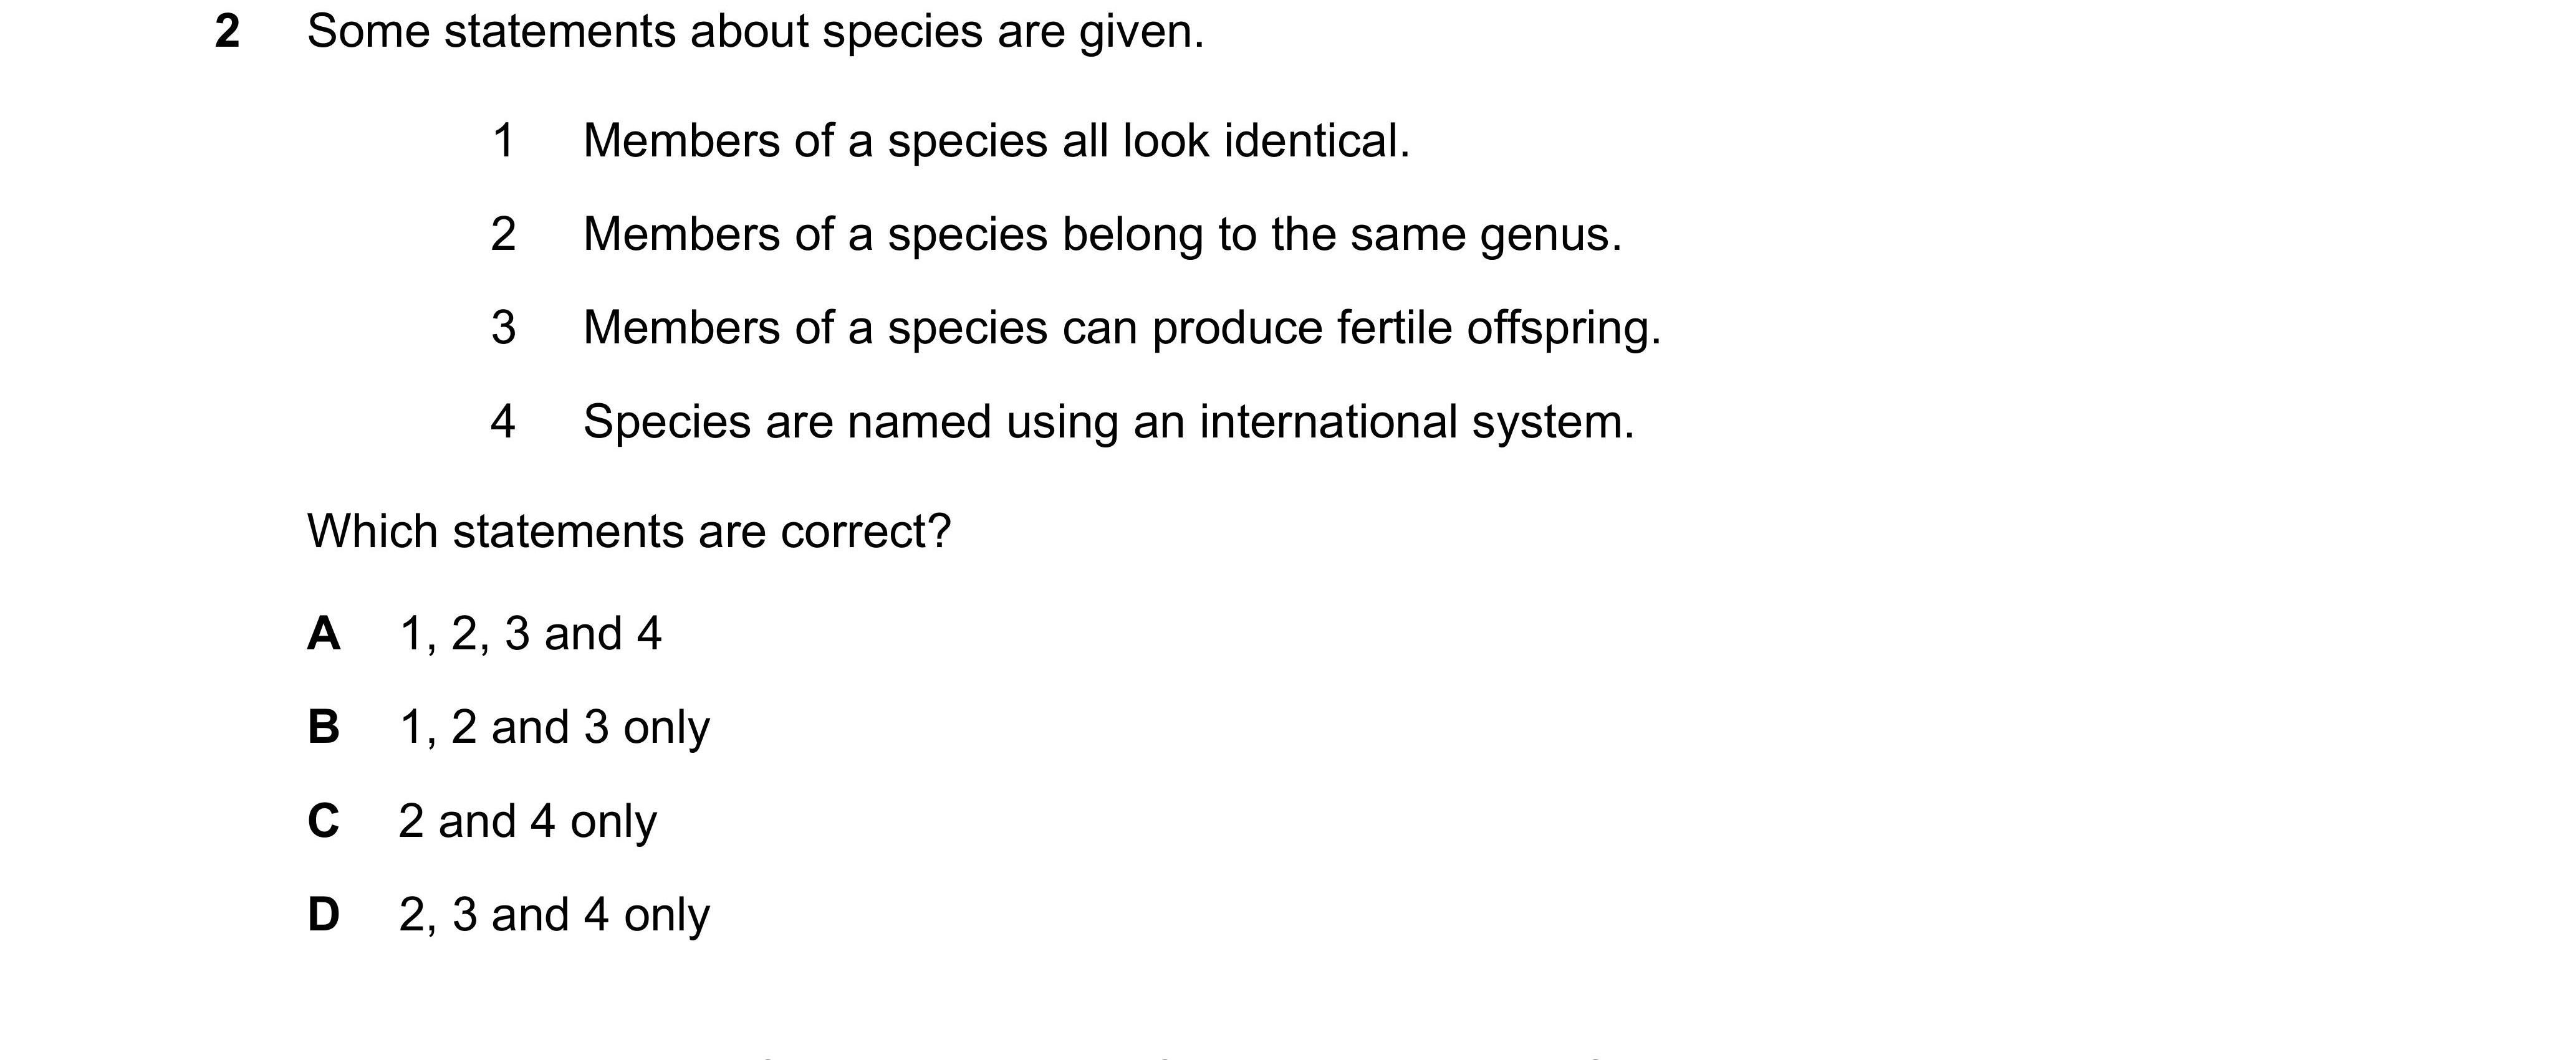 2 Some statements about species are given.
1 Members of a species all look identical.
2 Members of a species belong to the same genus.
3 Members of a species can produce fertile offspring.
4 Species are named using an international system.
Which statements are correct?
A 1, 2, 3 and 4
B 1, 2 and 3 only
C 2 and 4 only
D 2, 3 and 4 only